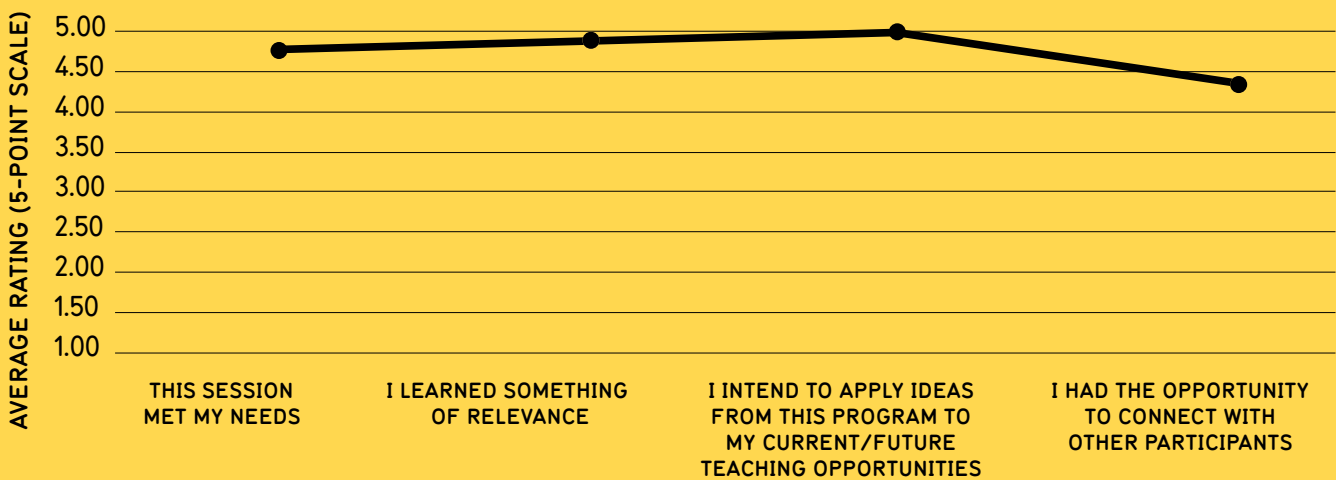 AVERAGE RATING (5-POINT SCALE)
5.00
4.50
4.00
3.50
3.00
2.50
2.00
1.50
1.00
THIS SESSION
MET MY NEEDS
I LEARNED SOMETHING
OF RELEVANCE
I INTEND TO APPLY IDEAS
FROM THIS PROGRAM TO
MY CURRENT/FUTURE
TEACHING OPPORTUNITIES
I HAD THE OPPORTUNITY
TO CONNECT WITH
OTHER PARTICIPANTS